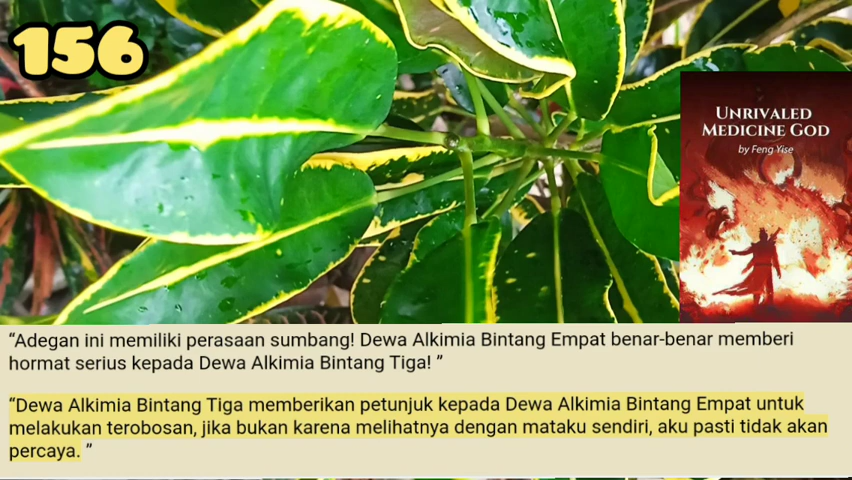 156
UNRIVALED
MEDICINE GOD
by Feng Yise
“Adegan ini memiliki perasaan sumbang! Dewa Alkimia Bintang Empat benar-benar memberi
hormat serius kepada Dewa Alkimia Bintang Tiga! ”
“Dewa Alkimia Bintang Tiga memberikan petunjuk kepada Dewa Alkimia Bintang Empat untuk
melakukan terobosan, jika bukan karena melihatnya dengan mataku sendiri, aku pasti tidak akan
percaya. ”